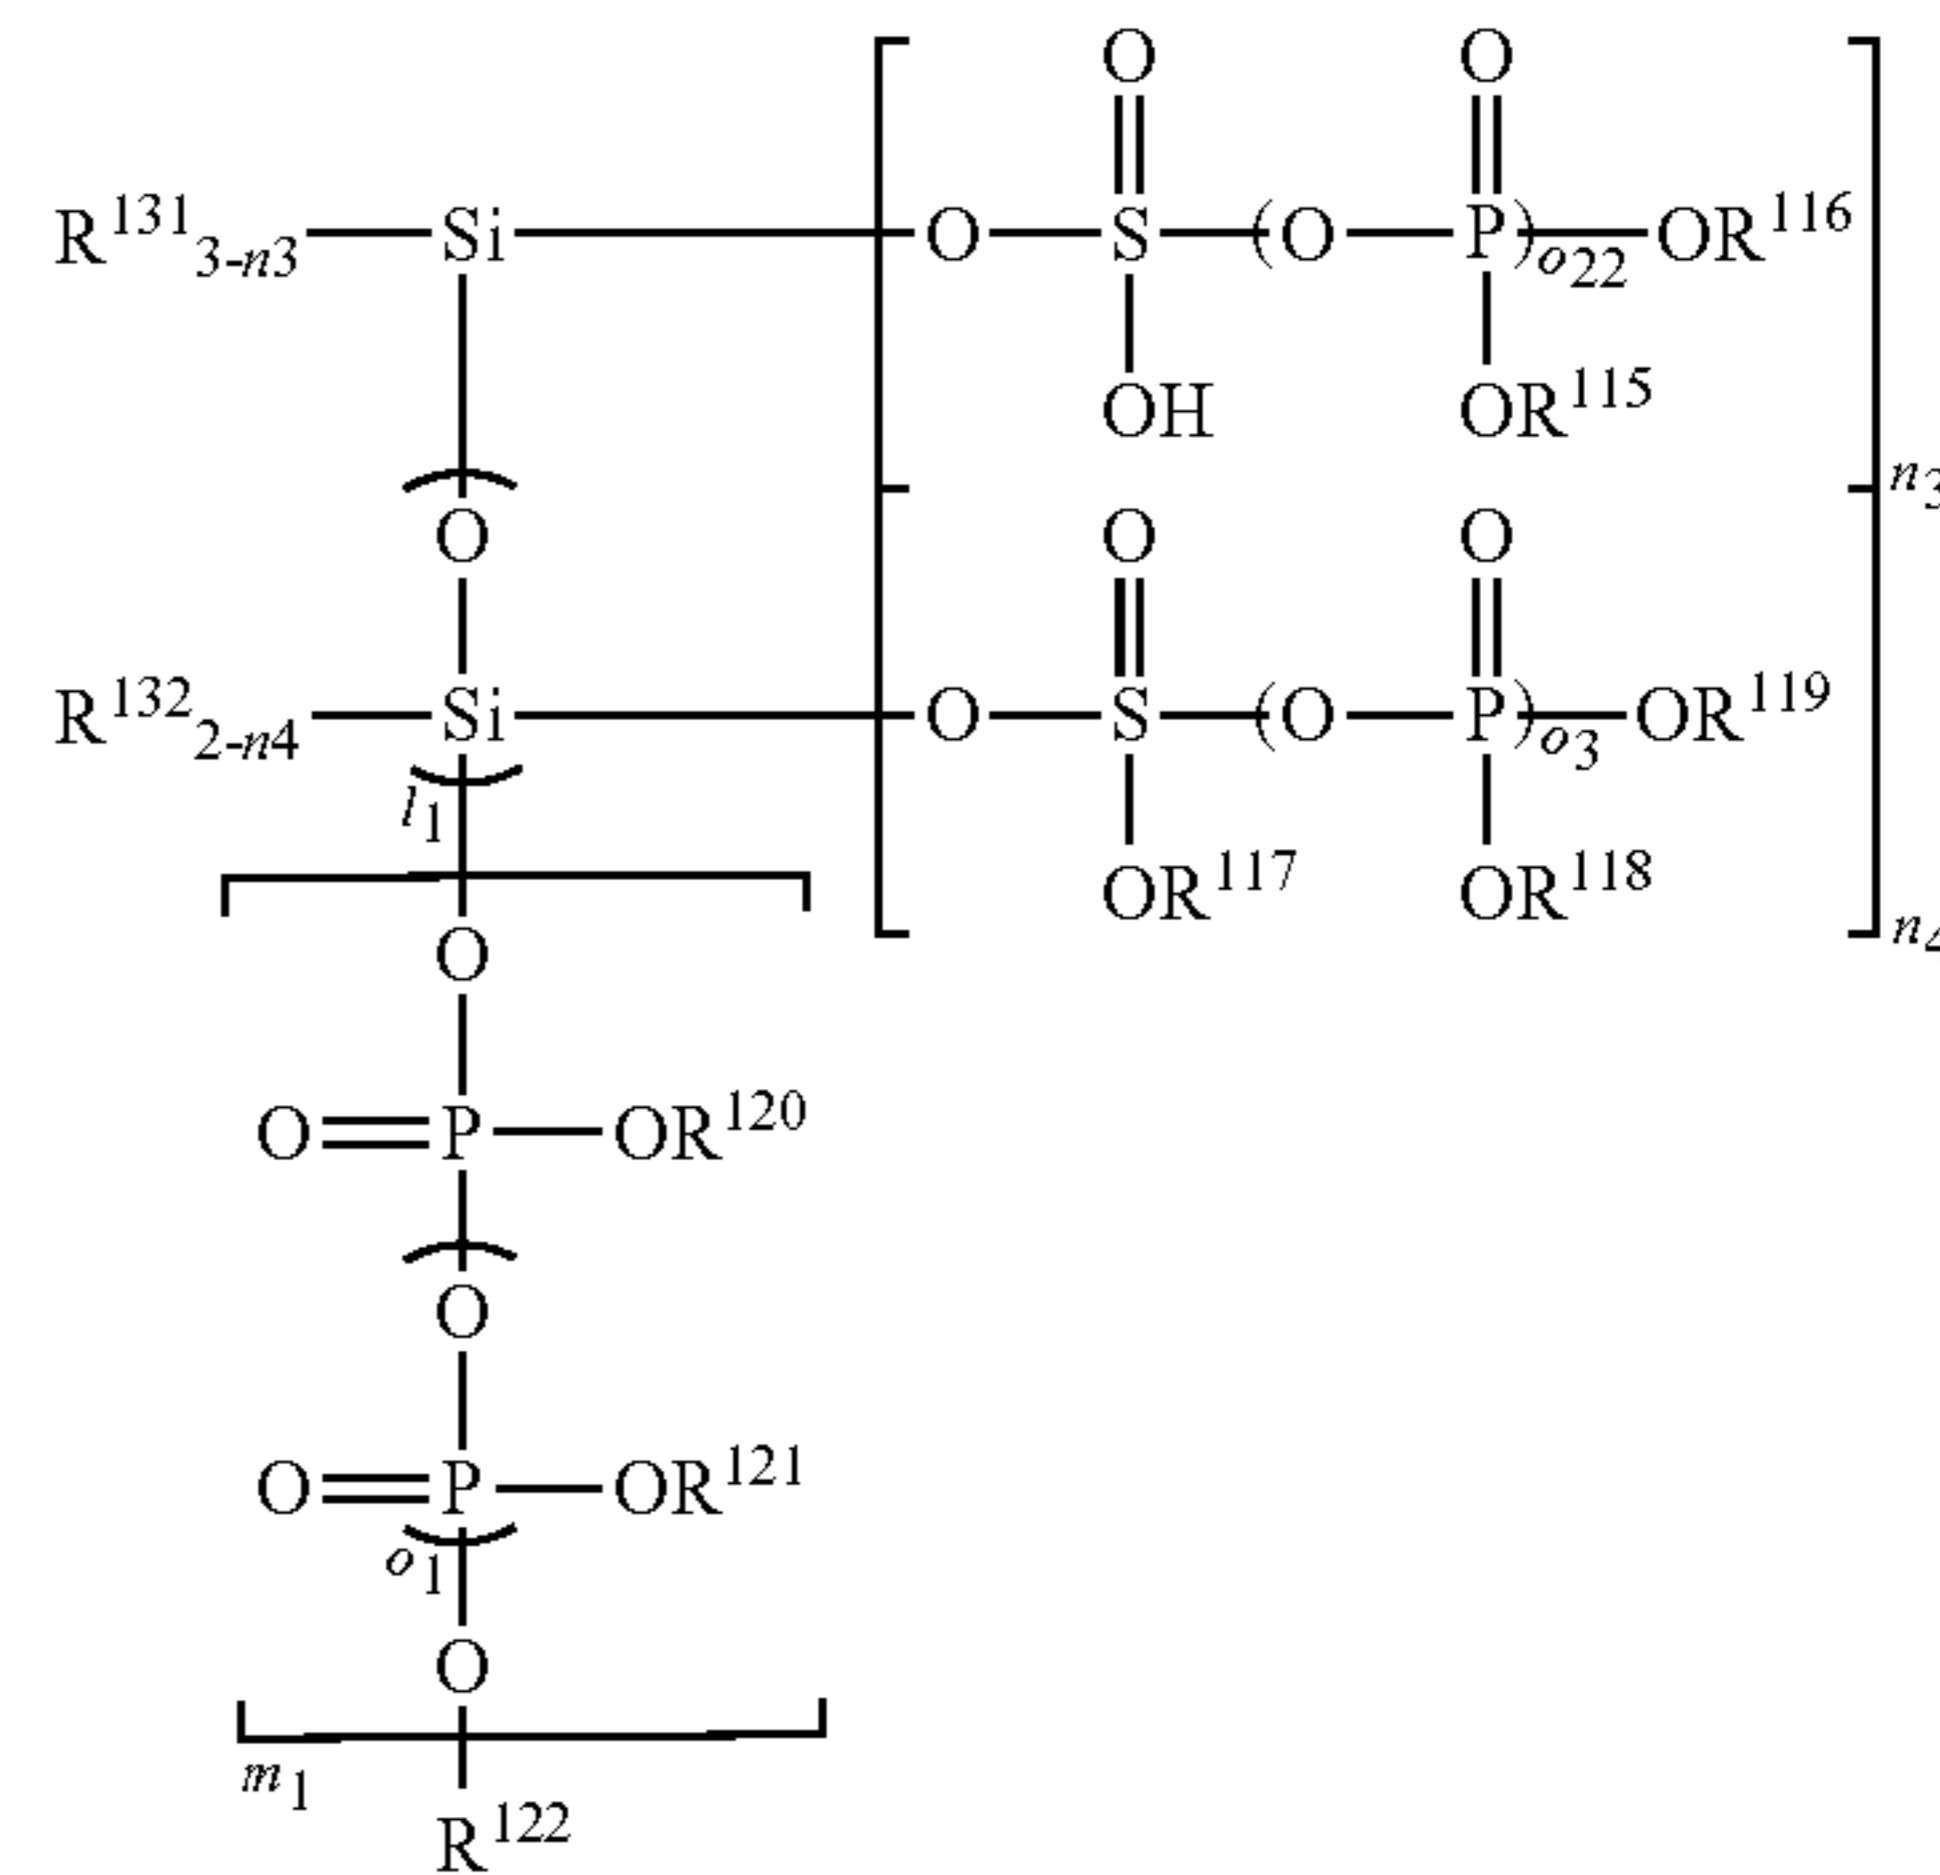 O O
R131 3-n3 Si O S (O P)o22 OR116
OH OR115
n3
O O O
R132 2-n4 Si O S (O P)o3 OR119
l1
OR117 OR118
n4
O
O P OR120
O
O P OR121
o1
O
m1
R122